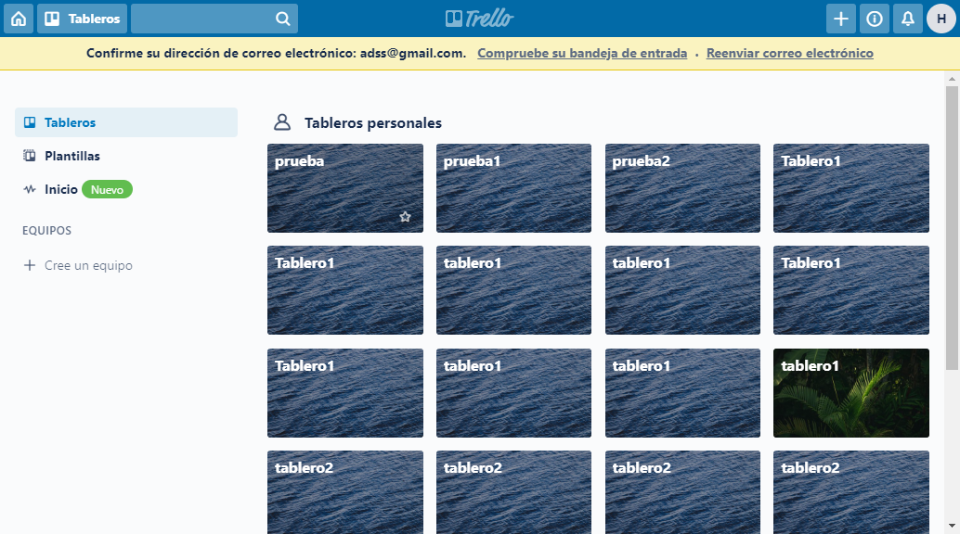 Tableros
Trello
H
Confirme su dirección de correo electrónico: adss@gmail.com. Compruebe su bandeja de entrada · Reenviar correo electrónico
Tableros
Plantillas
Inicio Nuevo
EQUIPOS
+ Cree un equipo
Tableros personales
prueba prueba1 prueba2 Tablero1
Tablero1 tablero1 tablero1 Tablero1
Tablero1 tablero1 tablero1 tablero1
tablero2 tablero2 tablero2 tablero2